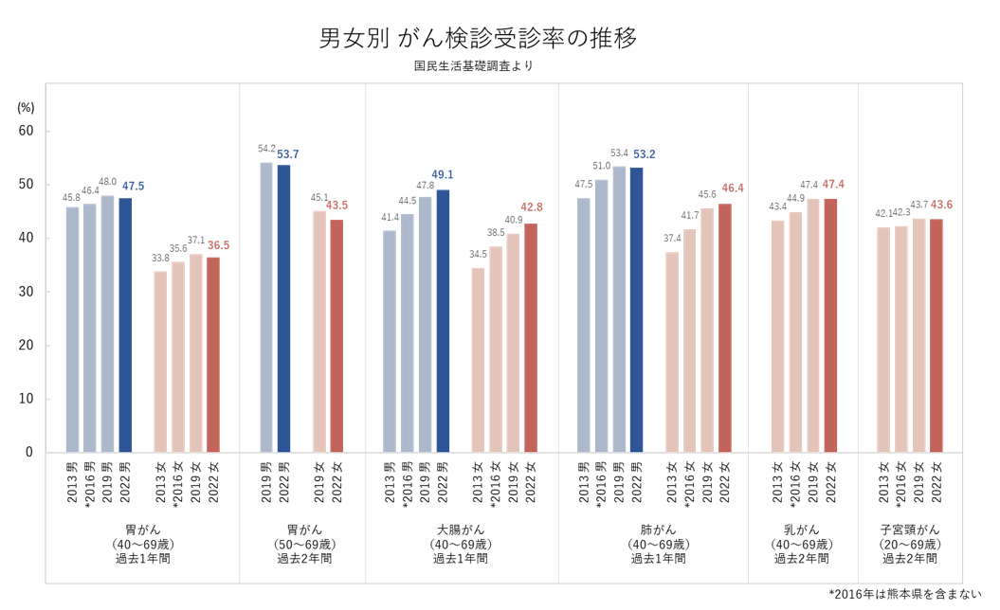 男女別 がん検診受診率の推移
国民生活基礎調査より
(%)
60
50
40
30
20
10
0
45.8 46.4 48.0 47.5
33.8 35.6 37.1 36.5
54.2 53.7
45.1 43.5
41.4 44.5 47.8 49.1
34.5 38.5 40.9 42.8
47.5 51.0 53.4 53.2
37.4 41.7 45.6 46.4
43.4 44.9 47.4 47.4
42.1 42.3 43.7 43.6
2013 男
*2016 男
2019 男
2022 男
2013 女
*2016 女
2019 女
2022 女
2019 男
2022 男
2019 女
2022 女
2013 男
*2016 男
2019 男
2022 男
2013 女
*2016 女
2019 女
2022 女
2013 男
*2016 男
2019 男
2022 男
2013 女
*2016 女
2019 女
2022 女
2013 女
*2016 女
2019 女
2022 女
2013 女
*2016 女
2019 女
2022 女
胃がん
（40～69歳）
過去1年間
胃がん
（50～69歳）
過去2年間
大腸がん
（40～69歳）
過去1年間
肺がん
（40～69歳）
過去1年間
乳がん
（40～69歳）
過去2年間
子宮頸がん
（20～69歳）
過去2年間
*2016年は熊本県を含まない